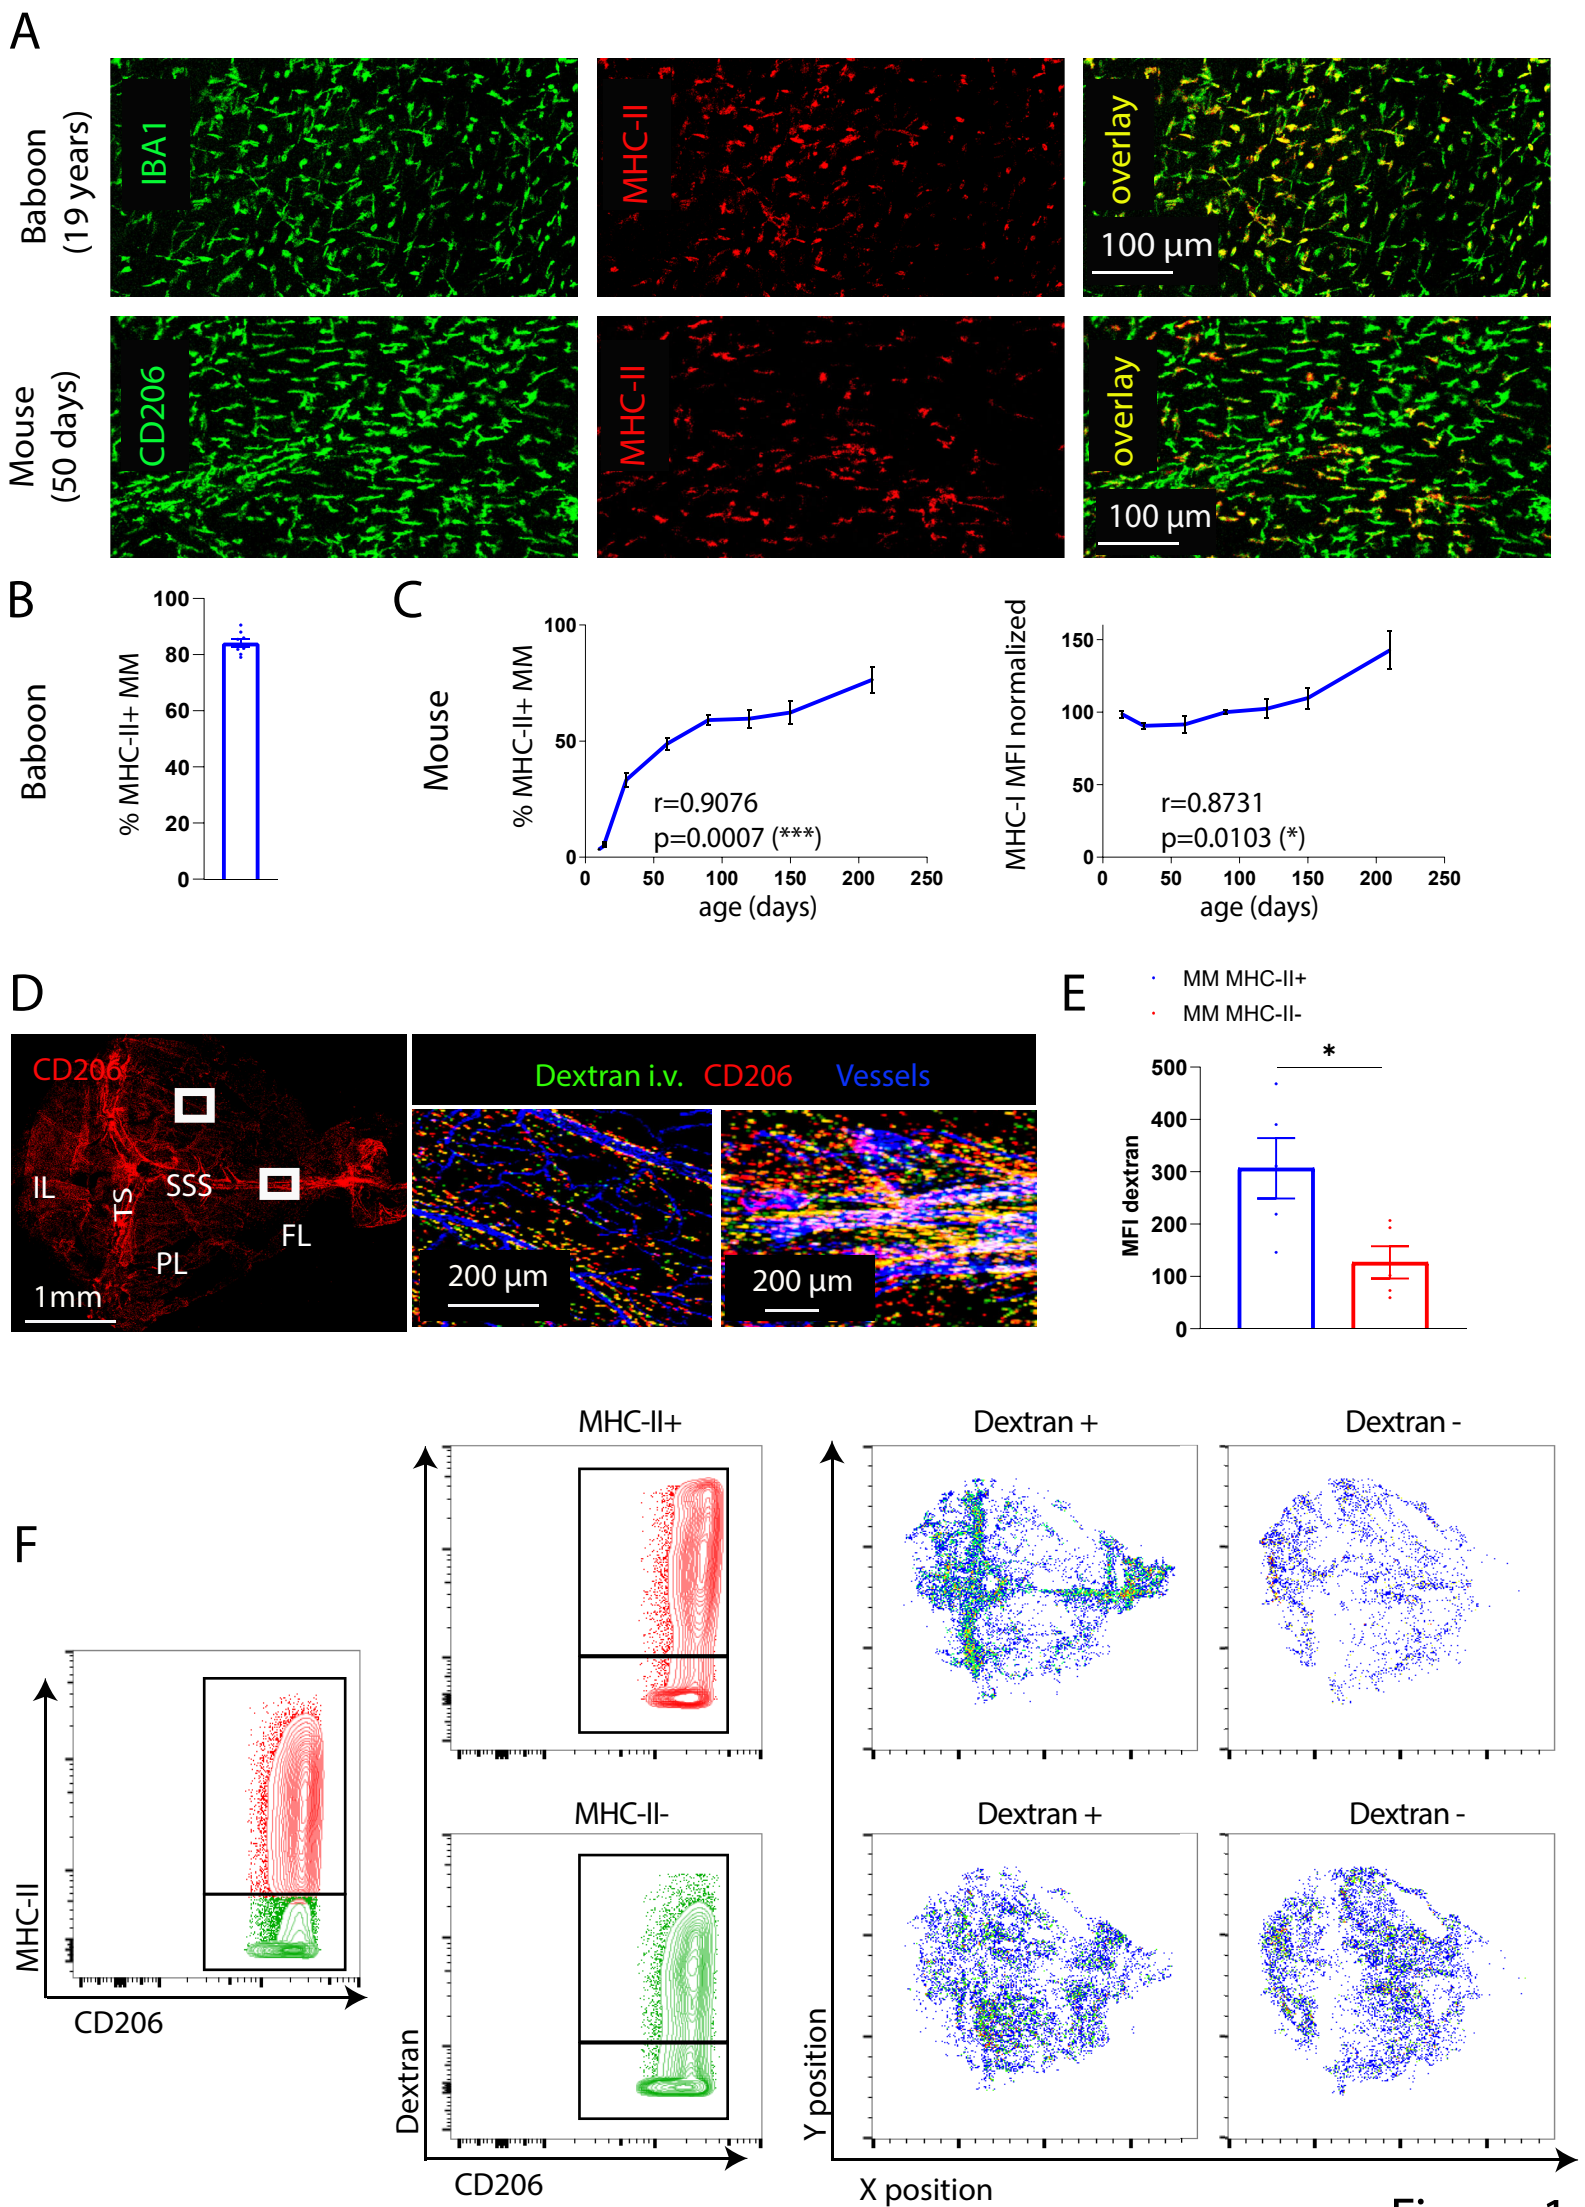 A
Baboon
(19 years)
IBA1
MHC-II
overlay
100 µm
Mouse
(50 days)
CD206
MHC-II
overlay
100 µm
B
Baboon
% MHC-II+ MM
100
80
60
40
20
0
C
Mouse
% MHC-II+ MM
100
50
0
r=0.9076
p=0.0007 (***)
0 50 100 150 200 250
age (days)
MHC-I MFI normalized
150
100
50
0
r=0.8731
p=0.0103 (*)
0 50 100 150 200 250
age (days)
D
CD206
IL
TS
SSS
FL
PL
1mm
Dextran i.v. CD206 Vessels
200 µm
200 µm
E
MM MHC-II+
MM MHC-II-
*
MFI dextran
500
400
300
200
100
0
F
MHC-II
CD206
MHC-II+
MHC-II-
Dextran
CD206
Dextran + Dextran -
Dextran + Dextran -
Y position
X position